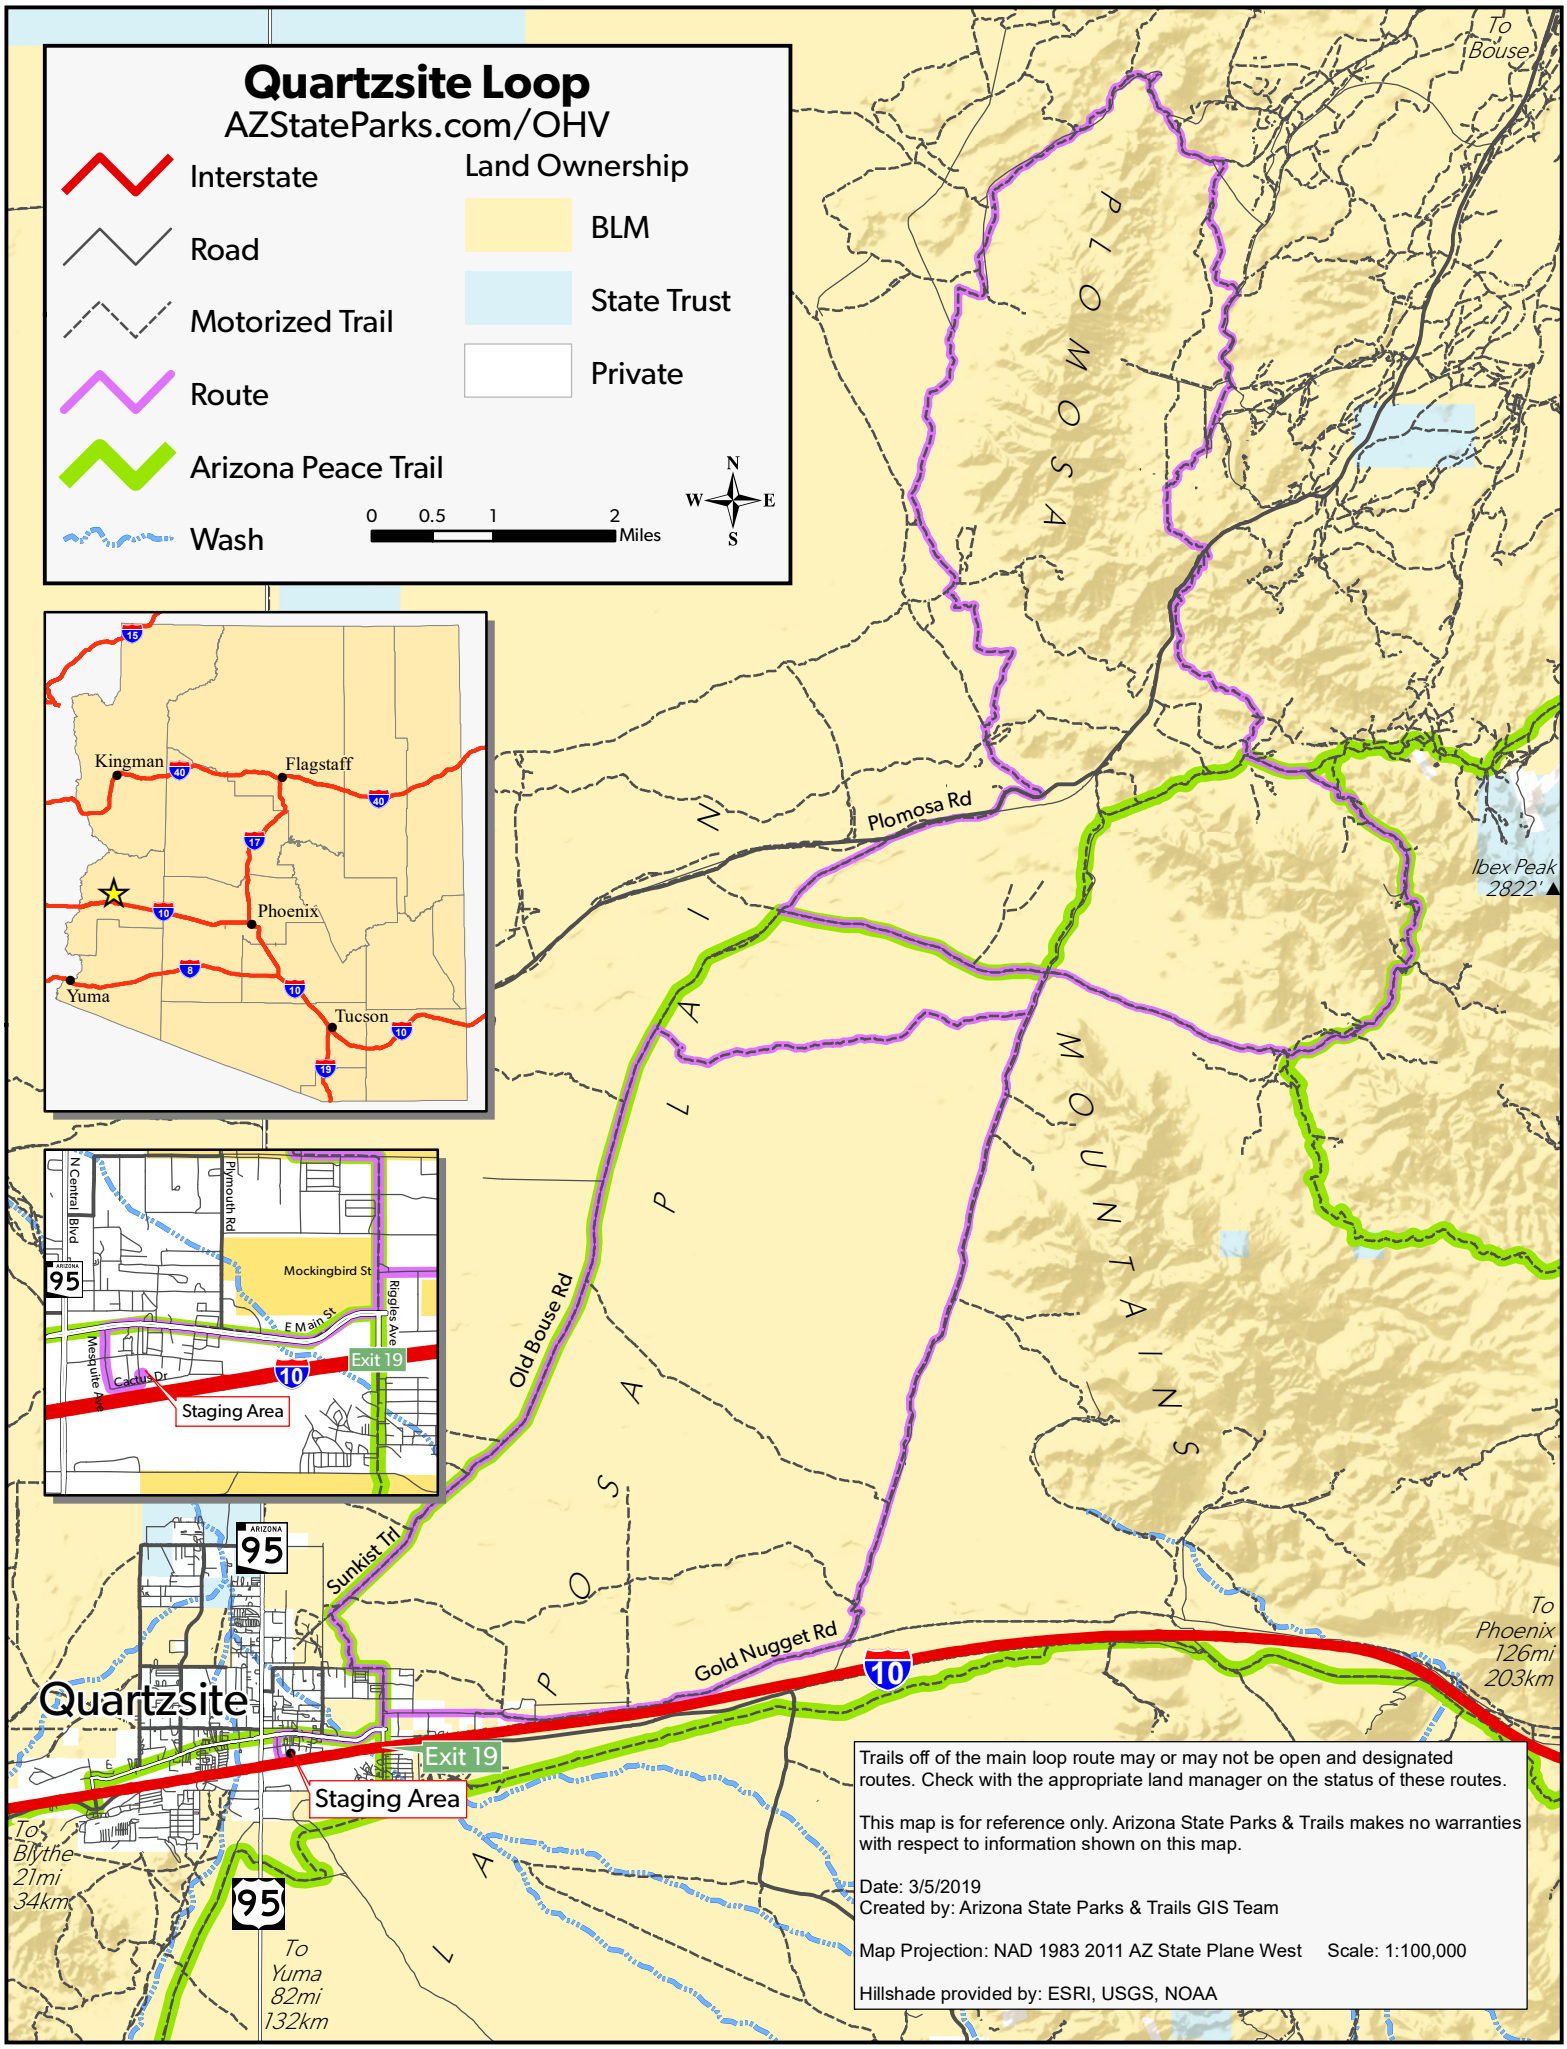 Quartzsite Loop
AZStateParks.com/OHV
Interstate
Road
Motorized Trail
Route
Arizona Peace Trail
Wash
Land Ownership
BLM
State Trust
Private
0 0.5 1 2
Miles
N
W E
S
To
Bouse
PLOMOSA
MOUNTAINS
LA POSA PLAIN
15
Kingman
40
Flagstaff
40
17
10
Phoenix
8
Yuma
10
Tucson
10
19
Plomosa Rd
Ibex Peak
2822'
N Central Blvd
Plymouth Rd
ARIZONA
95
Mockingbird St
Riggles Ave
E Main St
Mesquite Ave
Cactus Dr
10
Exit 19
Staging Area
Old Bouse Rd
Sunkist Trl
ARIZONA
95
Gold Nugget Rd
10
Quartzsite
Exit 19
Staging Area
To
Phoenix
126mi
203km
To
Blythe
21mi
34km
95
To
Yuma
82mi
132km
Trails off of the main loop route may or may not be open and designated
routes. Check with the appropriate land manager on the status of these routes.
This map is for reference only. Arizona State Parks & Trails makes no warranties
with respect to information shown on this map.
Date: 3/5/2019
Created by: Arizona State Parks & Trails GIS Team
Map Projection: NAD 1983 2011 AZ State Plane West Scale: 1:100,000
Hillshade provided by: ESRI, USGS, NOAA